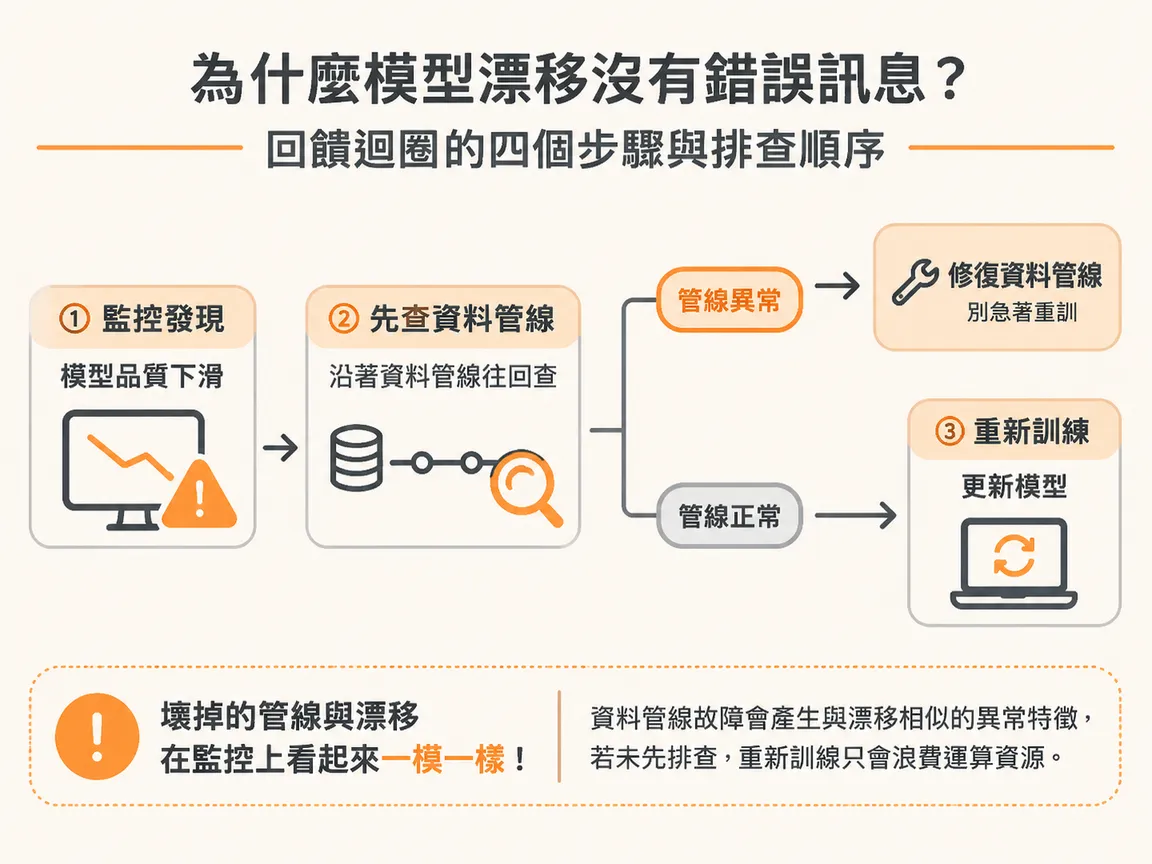 為什麼模型漂移沒有錯誤訊息？
回饋迴圈的四個步驟與排查順序
① 監控發現
模型品質下滑
② 先查資料管線
沿著資料管線往回查
管線異常
修復資料管線
別急著重訓
管線正常
③ 重新訓練
更新模型
壞掉的管線與漂移
在監控上看起來一模一樣！
資料管線故障會產生與漂移相似的異常特徵，
若未先排查，重新訓練只會浪費運算資源。